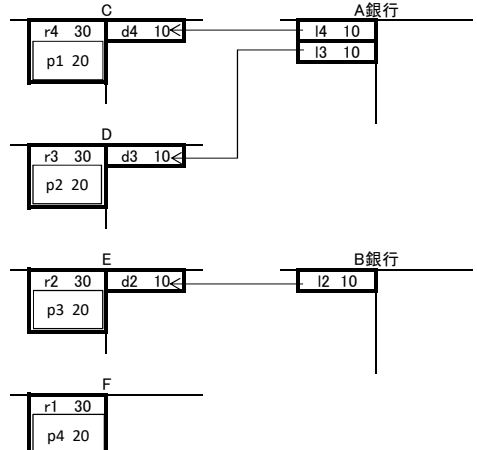 C A銀行
r4 30 d4 10 l4 10
p1 20 l3 10
D
r3 30 d3 10
p2 20
E B銀行
r2 30 d2 10 l2 10
p3 20
F
r1 30
p4 20